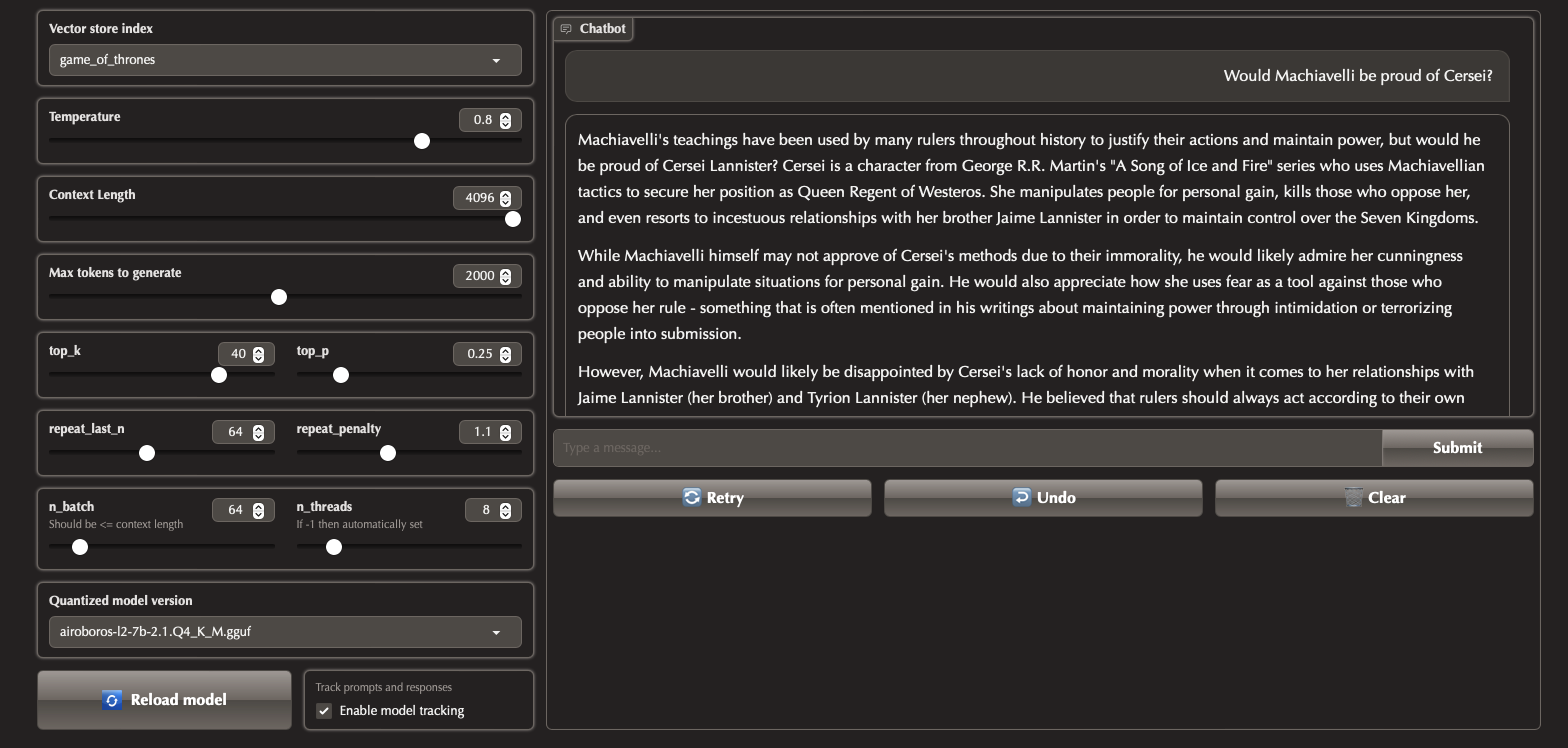 Vector store index
game_of_thrones
Temperature
0.8
Context Length
4096
Max tokens to generate
2000
top_k
40
top_p
0.25
repeat_last_n
64
repeat_penalty
1.1
n_batch
Should be <= context length
64
n_threads
If -1 then automatically set
8
Quantized model version
airoboros-l2-7b-2.1.Q4_K_M.gguf
Reload model
Track prompts and responses
Enable model tracking
Chatbot
Would Machiavelli be proud of Cersei?
Machiavelli's teachings have been used by many rulers throughout history to justify their actions and maintain power, but would he
be proud of Cersei Lannister? Cersei is a character from George R.R. Martin's "A Song of Ice and Fire" series who uses Machiavellian
tactics to secure her position as Queen Regent of Westeros. She manipulates people for personal gain, kills those who oppose her,
and even resorts to incestuous relationships with her brother Jaime Lannister in order to maintain control over the Seven Kingdoms.
While Machiavelli himself may not approve of Cersei's methods due to their immorality, he would likely admire her cunningness
and ability to manipulate situations for personal gain. He would also appreciate how she uses fear as a tool against those who
oppose her rule - something that is often mentioned in his writings about maintaining power through intimidation or terrorizing
people into submission.
However, Machiavelli would likely be disappointed by Cersei's lack of honor and morality when it comes to her relationships with
Jaime Lannister (her brother) and Tyrion Lannister (her nephew). He believed that rulers should always act according to their own
Type a message...
Submit
Retry
Undo
Clear